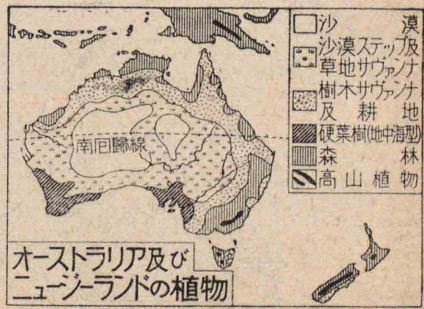 沙漠
沙漠ステップ及
草地サヴァンナ
樹木サヴァンナ
及耕地
硬葉樹(地中海型)
森林
高山植物
南回歸線
オーストラリア及び
ニュージーランドの植物